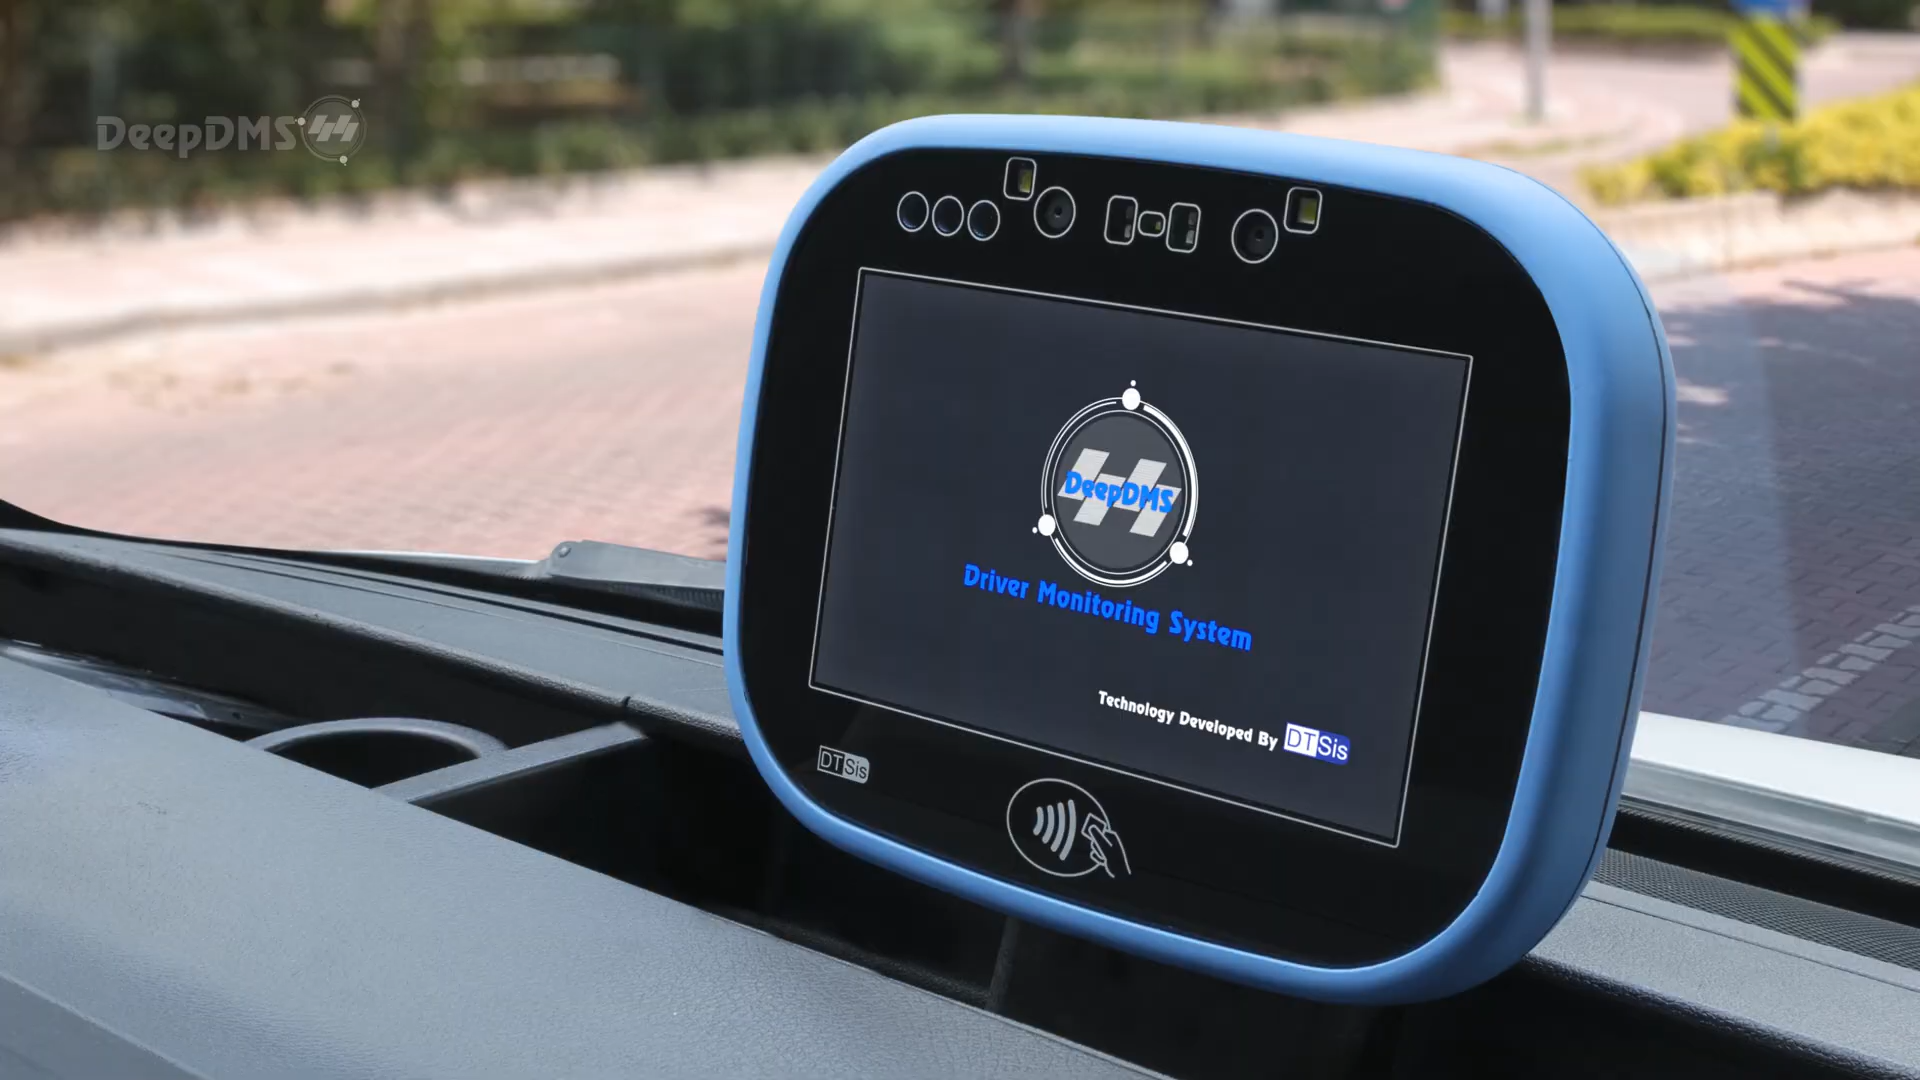 DeepDMS
DeepDMS
Driver Monitoring System
Technology Developed By DTSis
DTSis